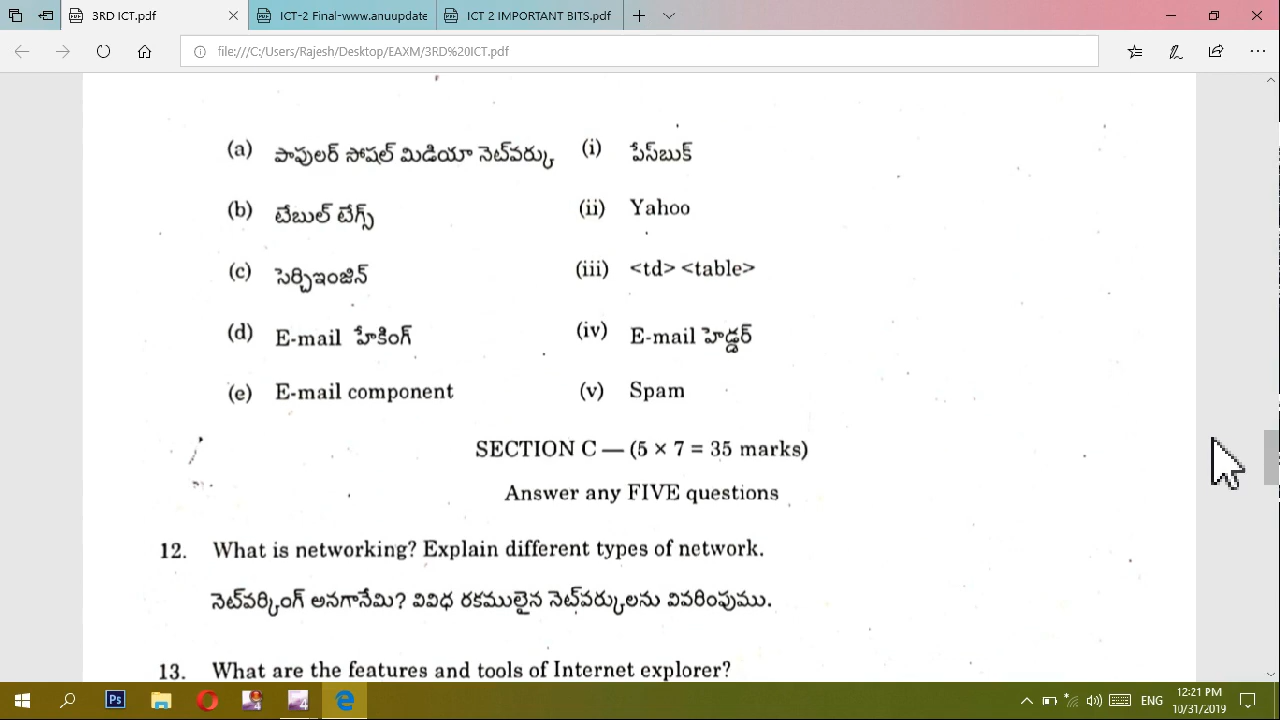 3RD ICT.pdf
ICT-2 Final-www.anuupdate
ICT 2 IMPORTANT BITS.pdf
file:///C:/Users/Rajesh/Desktop/EAXM/3RD%20ICT.pdf
(a) పాపులర్ సోషల్ మిడియా నెట్‌వర్కు (i) పేస్‌బుక్
(b) టేబుల్ టేగ్స్ (ii) Yahoo
(c) సెర్చిఇంజిన్ (iii) <td> <table>
(d) E-mail హేకింగ్ (iv) E-mail హెడ్డర్
(e) E-mail component (v) Spam
SECTION C — (5 × 7 = 35 marks)
Answer any FIVE questions
12. What is networking? Explain different types of network.
నెట్‌వర్కింగ్ అనగానేమి? వివిధ రకములైన నెట్‌వర్కులను వివరింపుము.
13. What are the features and tools of Internet explorer?
Ps
4
ENG
12:21 PM
10/31/2019